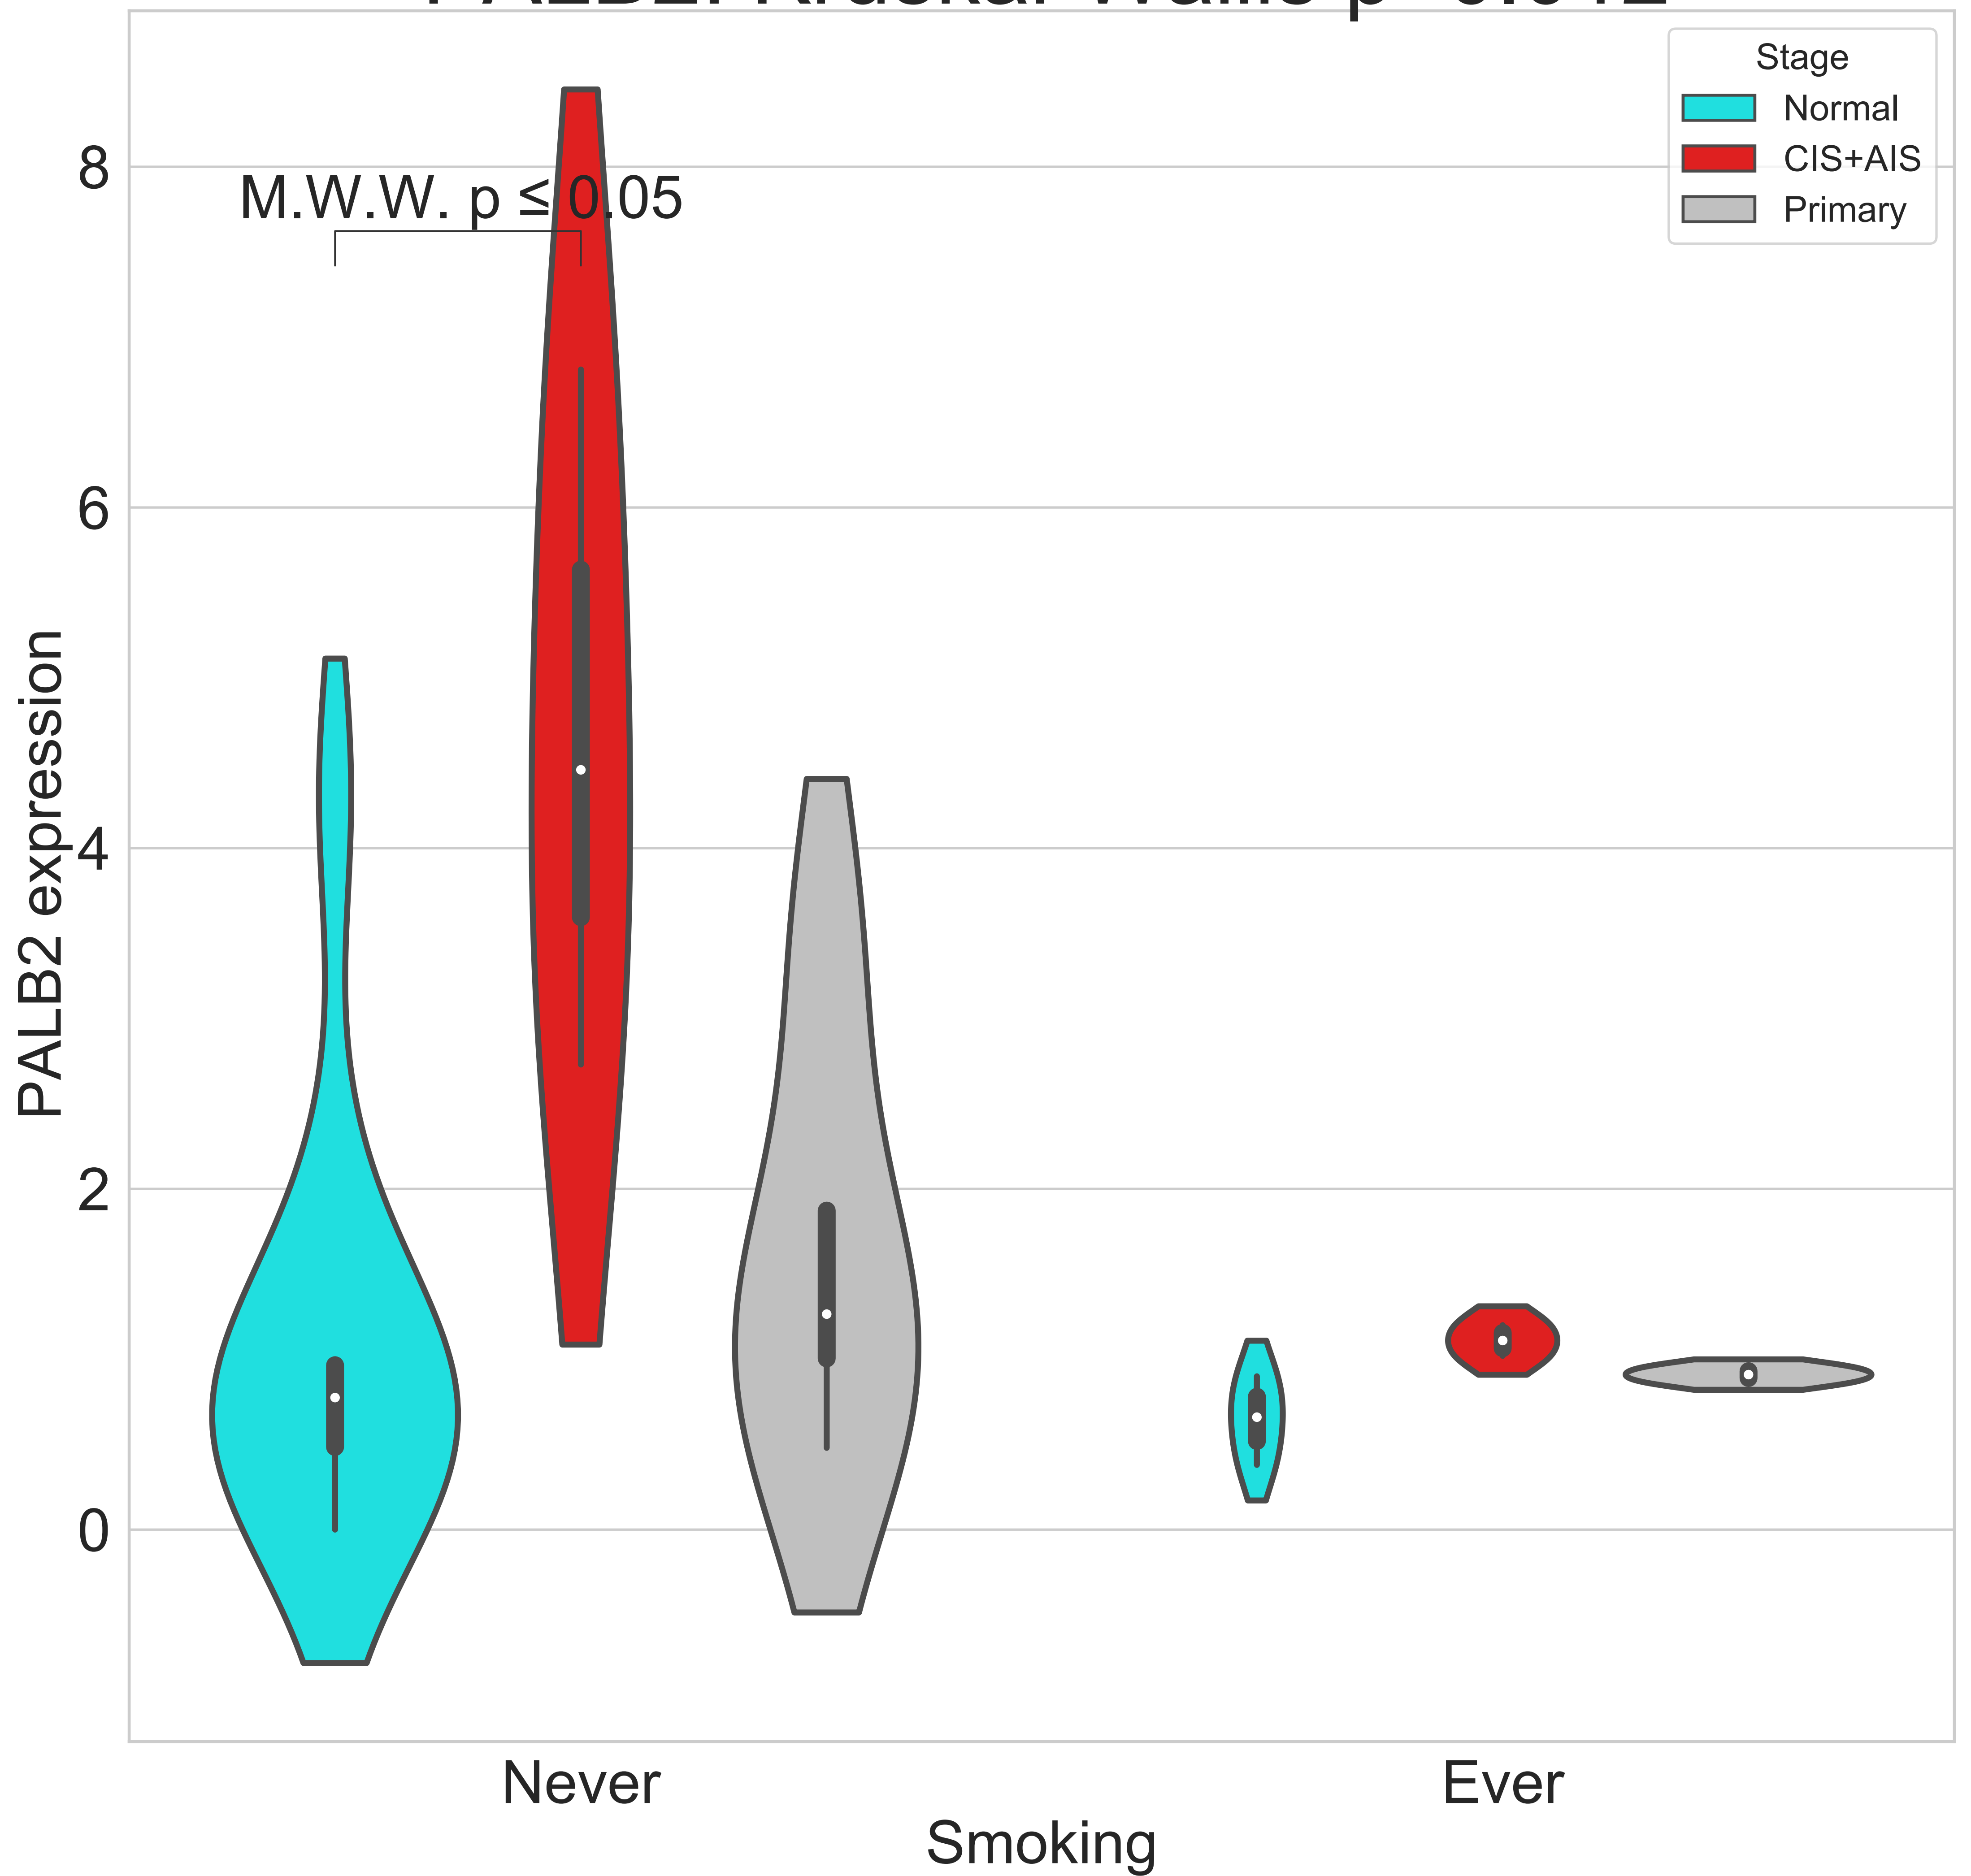 Stage
Normal
CIS+AIS
Primary
M.W.W. p ≤ 0.05
8
6
4
2
0
PALB2 expression
Never
Ever
Smoking